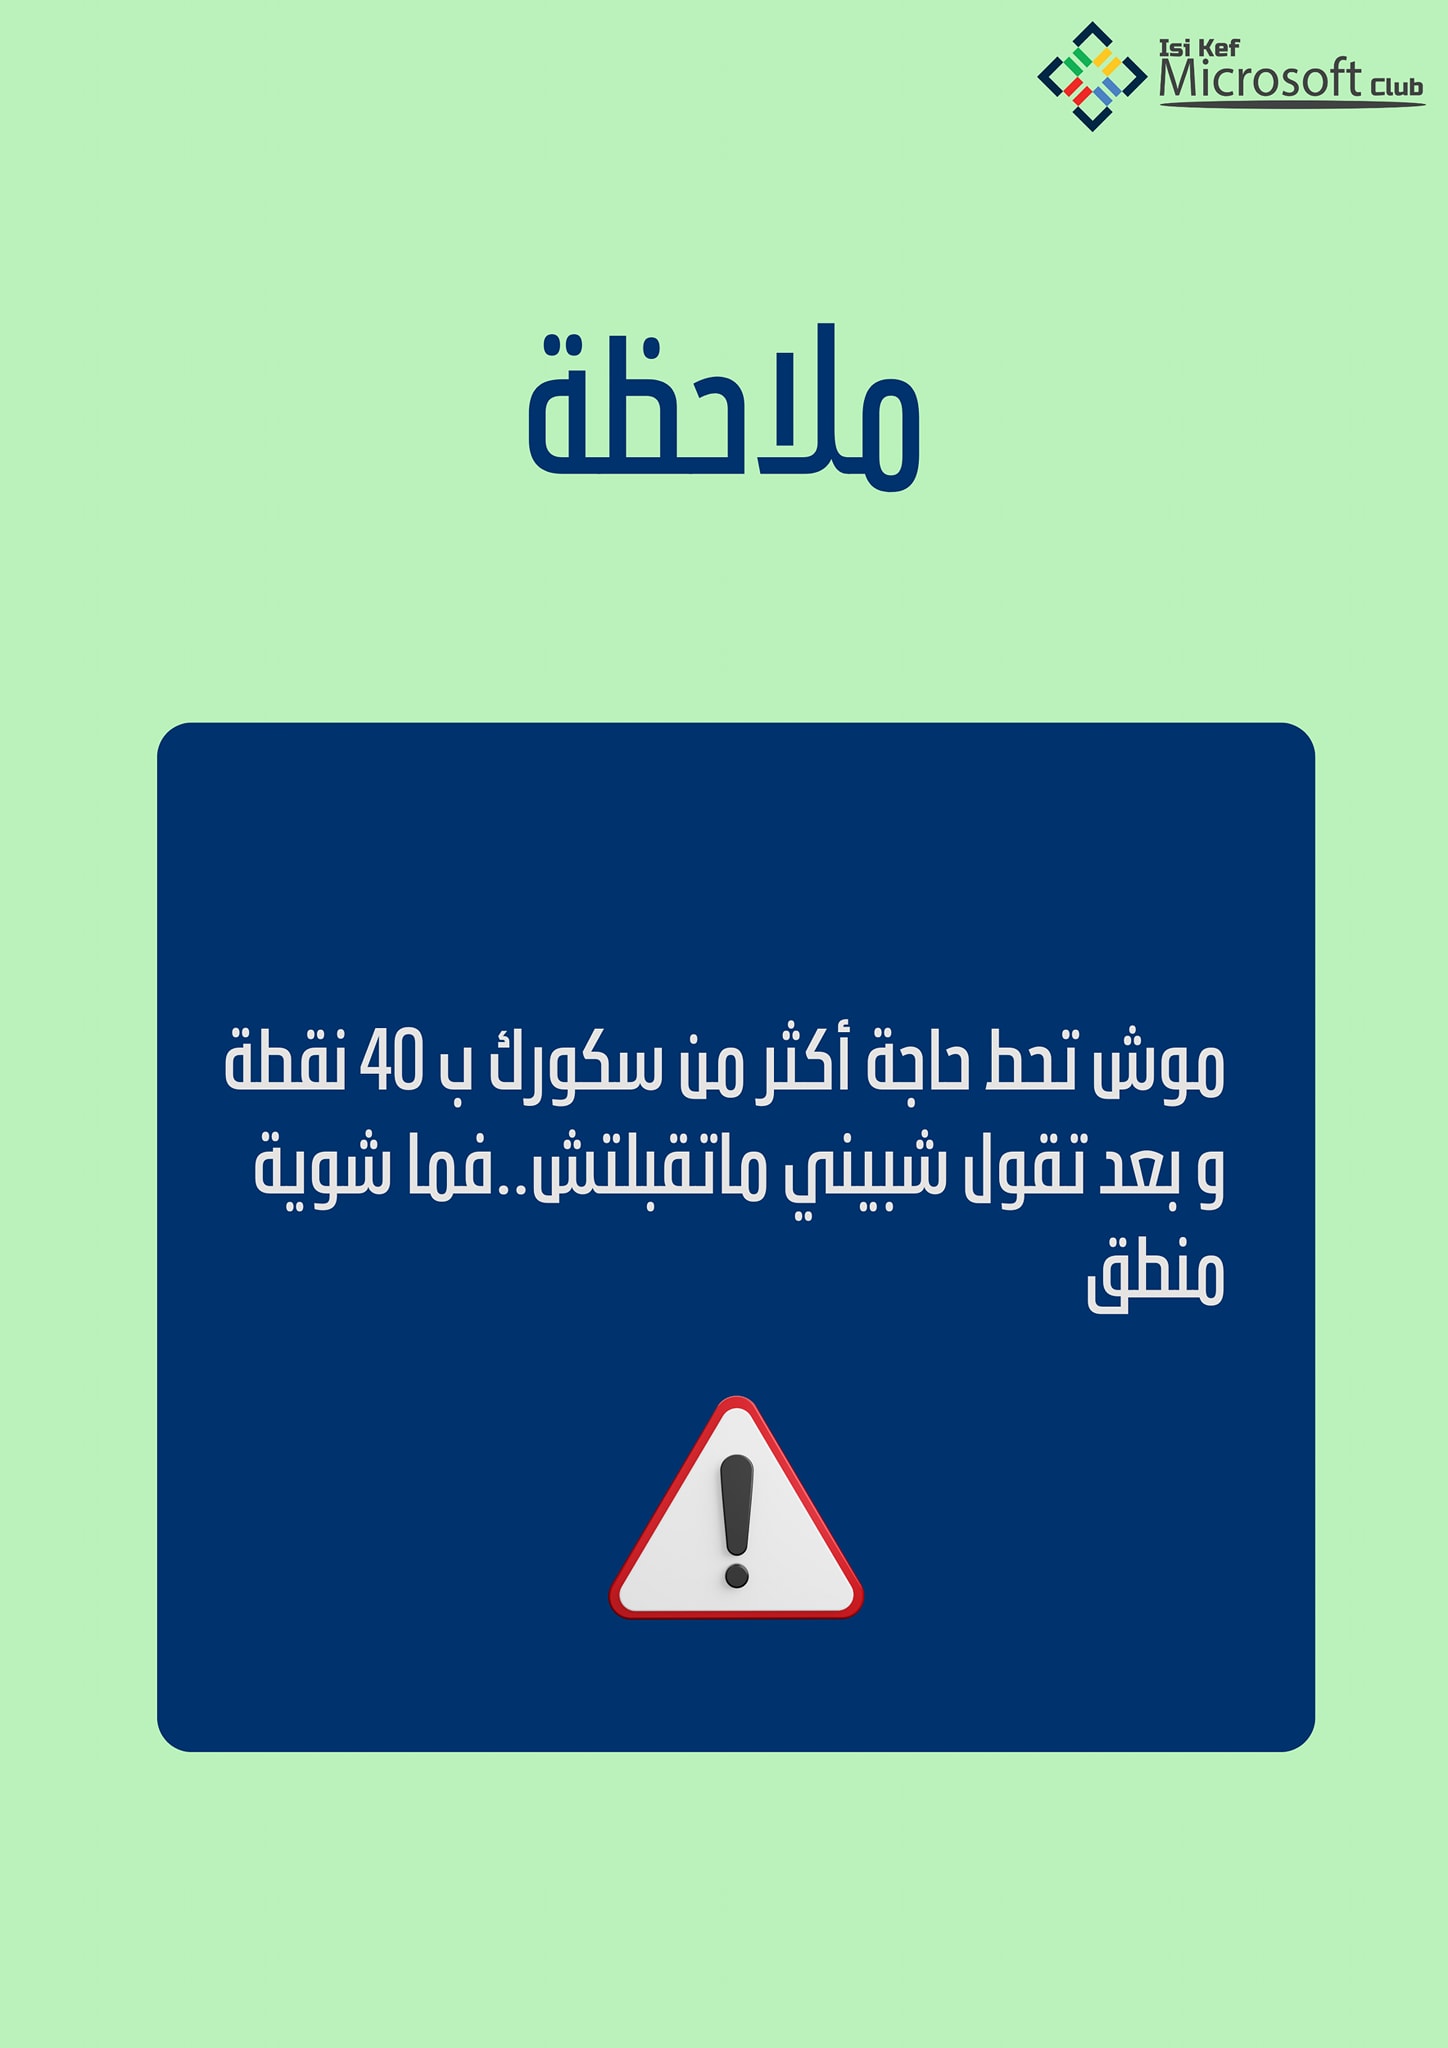 Isi Kef
Microsoft Club
ملاحظة
موش تحط حاجة أكثر من سكورك ب 40 نقطة
و بعد تقول شبيني ماتقبلتش..فما شوية
منطق